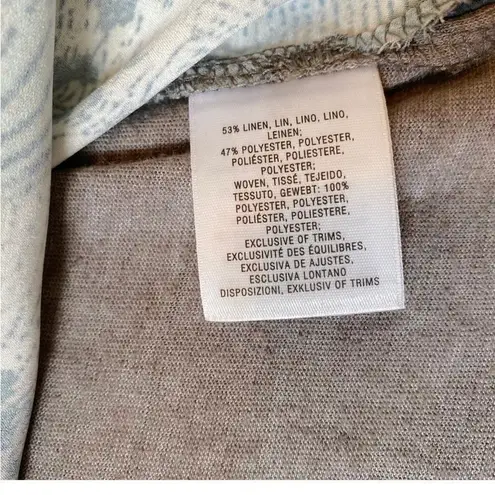 53% LINEN, LIN, LINO, LINO,
LEINEN;
47% POLYESTER, POLYESTER,
POLIÉSTER, POLIESTERE,
POLYESTER;
WOVEN, TISSÉ, TEJEIDO,
TESSUTO, GEWEBT: 100%
POLYESTER, POLYESTER,
POLIÉSTER, POLIESTERE,
POLYESTER;
EXCLUSIVE OF TRIMS,
EXCLUSIVITÉ DES ÉQUILIBRES,
EXCLUSIVA DE AJUSTES,
ESCLUSIVA LONTANO
DISPOSIZIONI, EXKLUSIV OF TRIMS